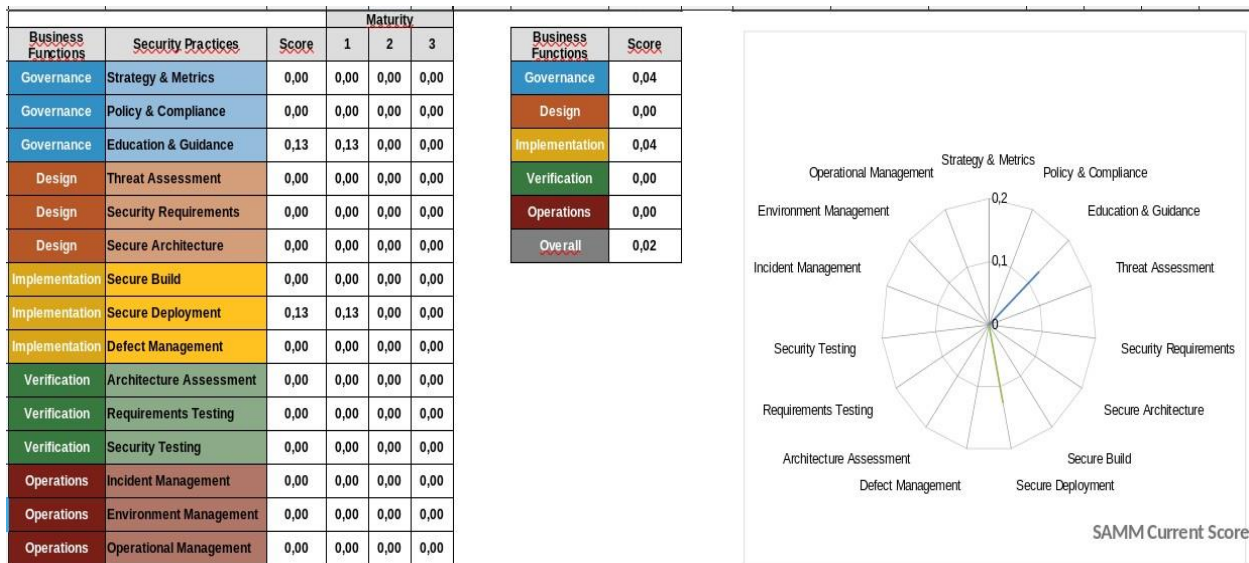 Maturity
Business Functions Security Practices Score 1 2 3
Governance Strategy & Metrics 0,00 0,00 0,00 0,00
Governance Policy & Compliance 0,00 0,00 0,00 0,00
Governance Education & Guidance 0,13 0,13 0,00 0,00
Design Threat Assessment 0,00 0,00 0,00 0,00
Design Security Requirements 0,00 0,00 0,00 0,00
Design Secure Architecture 0,00 0,00 0,00 0,00
Implementation Secure Build 0,00 0,00 0,00 0,00
Implementation Secure Deployment 0,13 0,13 0,00 0,00
Implementation Defect Management 0,00 0,00 0,00 0,00
Verification Architecture Assessment 0,00 0,00 0,00 0,00
Verification Requirements Testing 0,00 0,00 0,00 0,00
Verification Security Testing 0,00 0,00 0,00 0,00
Operations Incident Management 0,00 0,00 0,00 0,00
Operations Environment Management 0,00 0,00 0,00 0,00
Operations Operational Management 0,00 0,00 0,00 0,00
Business Functions Score
Governance 0,04
Design 0,00
Implementation 0,04
Verification 0,00
Operations 0,00
Overall 0,02
Strategy & Metrics
Operational Management Policy & Compliance
0,2
Environment Management Education & Guidance
0,1
Incident Management Threat Assessment
0
Security Testing Security Requirements
Requirements Testing Secure Architecture
Architecture Assessment Secure Build
Defect Management Secure Deployment
SAMM Current Score